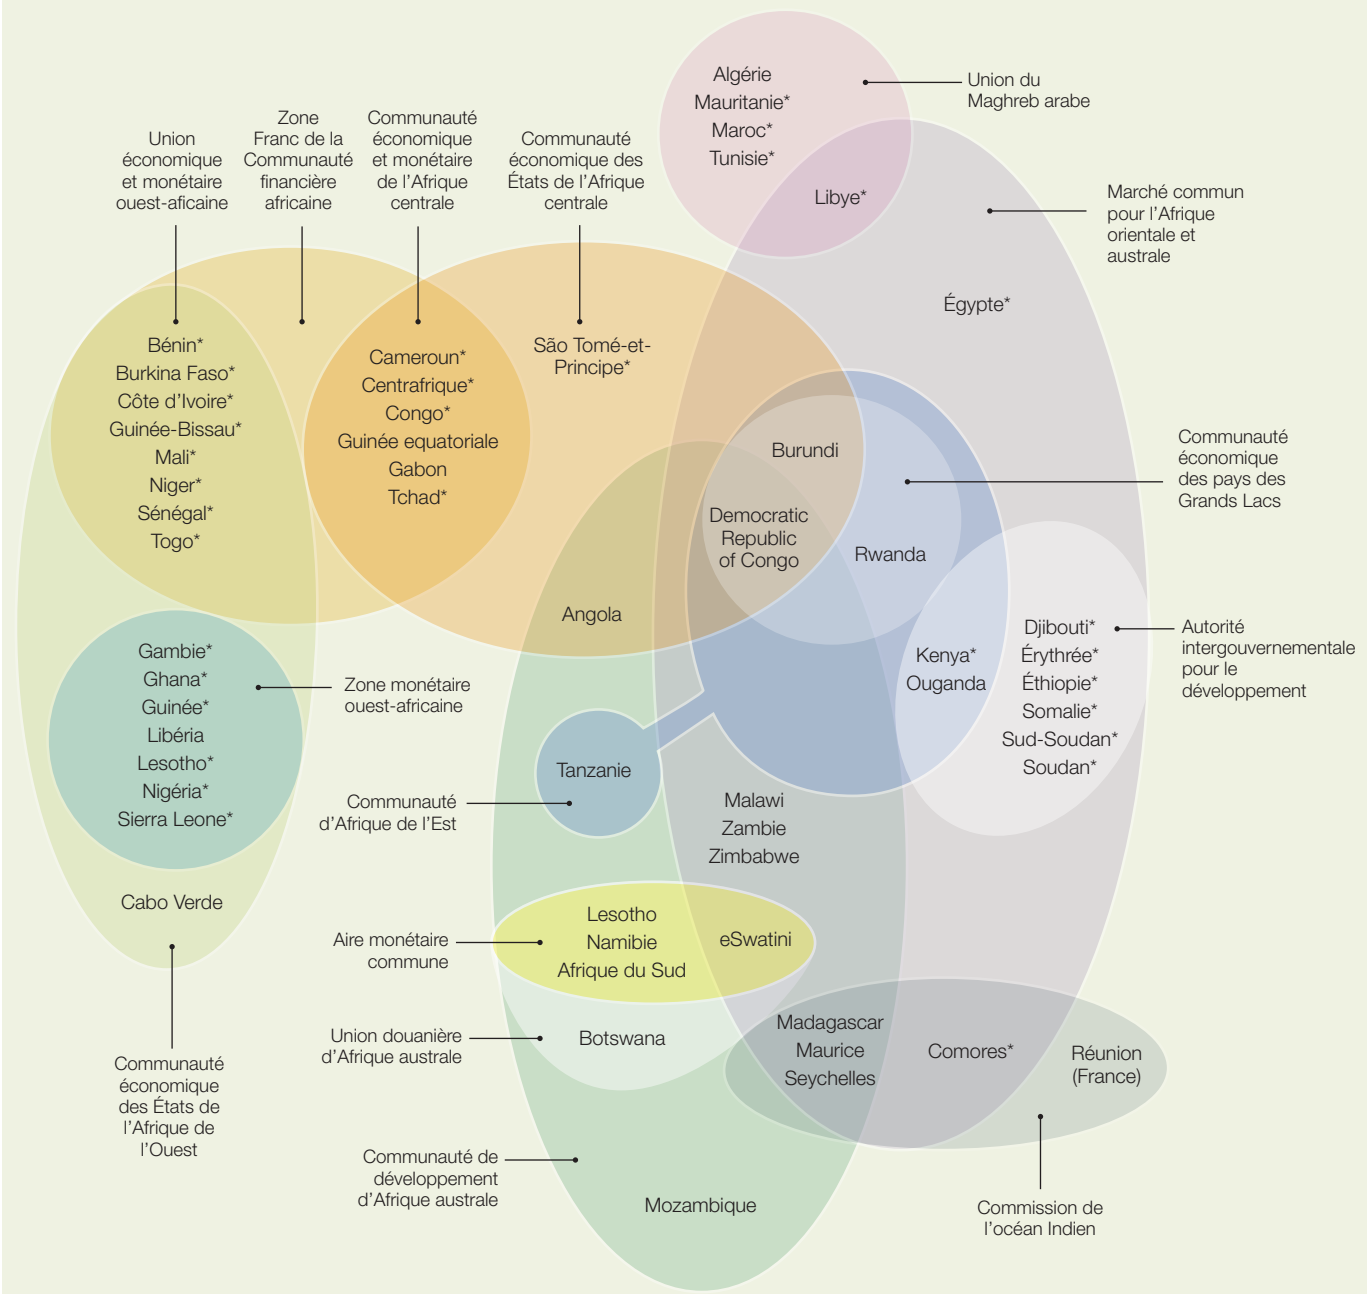 Union
économique
et monétaire
ouest-aficaine
Zone
Franc de la
Communauté
financière
africaine
Communauté
économique
et monétaire
de l'Afrique
centrale
Communauté
économique des
États de l'Afrique
centrale
Algérie
Mauritanie*
Maroc*
Tunisie*
Libye*
Union du
Maghreb arabe
Marché commun
pour l'Afrique
orientale et
australe
Égypte*
Bénin*
Burkina Faso*
Côte d'Ivoire*
Guinée-Bissau*
Mali*
Niger*
Sénégal*
Togo*
Cameroun*
Centrafrique*
Congo*
Guinée equatoriale
Gabon
Tchad*
São Tomé-et-
Principe*
Burundi
Democratic
Republic
of Congo
Rwanda
Communauté
économique
des pays des
Grands Lacs
Angola
Kenya*
Ouganda
Djibouti*
Érythrée*
Éthiopie*
Somalie*
Sud-Soudan*
Soudan*
Autorité
intergouvernementale
pour le
développement
Gambie*
Ghana*
Guinée*
Libéria
Lesotho*
Nigéria*
Sierra Leone*
Zone monétaire
ouest-africaine
Tanzanie
Communauté
d'Afrique de l'Est
Malawi
Zambie
Zimbabwe
Cabo Verde
Aire monétaire
commune
Lesotho
Namibie
Afrique du Sud
eSwatini
Union douanière
d'Afrique australe
Botswana
Madagascar
Maurice
Seychelles
Comores*
Réunion
(France)
Communauté
économique
des États de
l'Afrique de
l'Ouest
Communauté de
développement
d'Afrique australe
Mozambique
Commission de
l'océan Indien